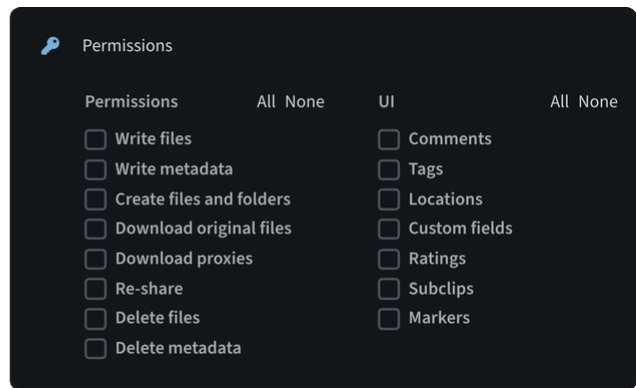 Permissions
Permissions All None
Write files
Write metadata
Create files and folders
Download original files
Download proxies
Re-share
Delete files
Delete metadata
UI All None
Comments
Tags
Locations
Custom fields
Ratings
Subclips
Markers